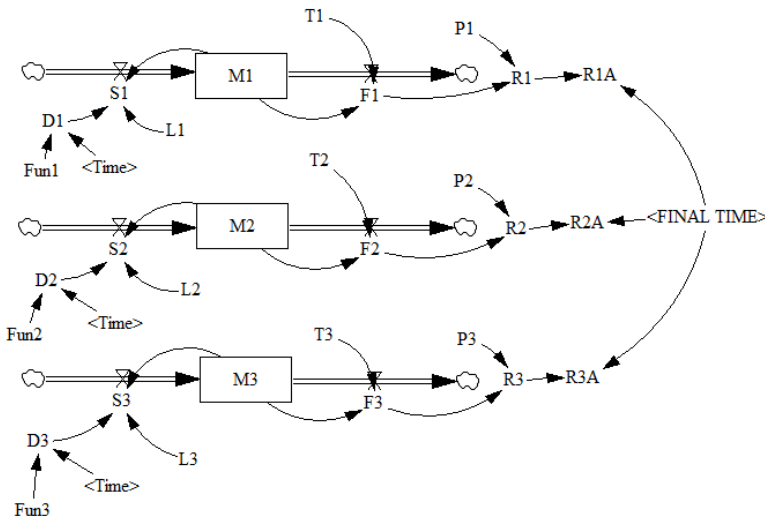 T1
P1
M1
S1
F1
R1
R1A
D1
L1
Fun1
<Time>
T2
P2
M2
S2
F2
R2
R2A
<FINAL TIME>
D2
L2
Fun2
<Time>
T3
P3
M3
S3
F3
R3
R3A
D3
L3
Fun3
<Time>